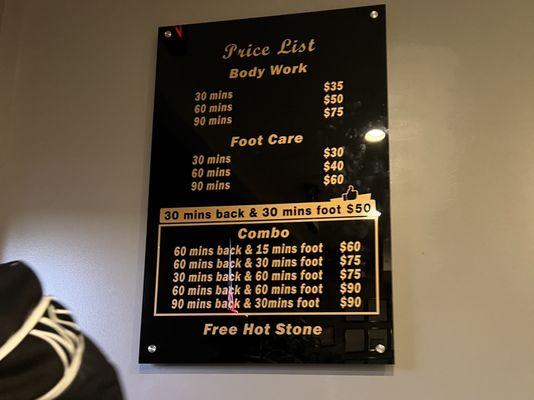 Price List
Body Work
30 mins $35
60 mins $50
90 mins $75
Foot Care
30 mins $30
60 mins $40
90 mins $60
30 mins back & 30 mins foot $50
Combo
60 mins back & 15 mins foot $60
60 mins back & 30 mins foot $75
30 mins back & 60 mins foot $75
60 mins back & 60 mins foot $90
90 mins back & 30mins foot $90
Free Hot Stone